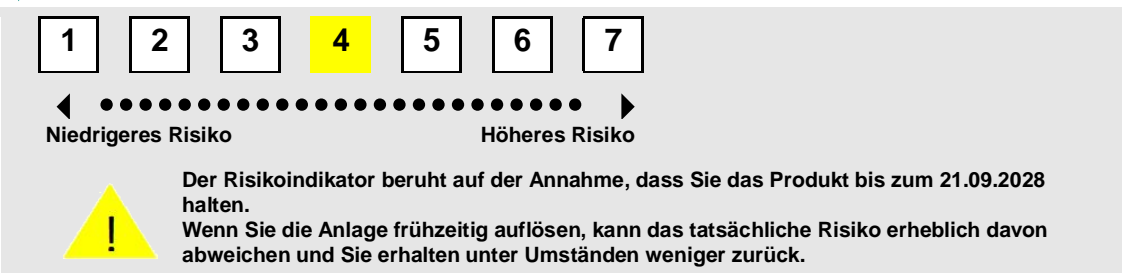 1 2 3 4 5 6 7
Niedrigeres Risiko Höheres Risiko
Der Risikoindikator beruht auf der Annahme, dass Sie das Produkt bis zum 21.09.2028
halten.
Wenn Sie die Anlage frühzeitig auflösen, kann das tatsächliche Risiko erheblich davon
abweichen und Sie erhalten unter Umständen weniger zurück.
!